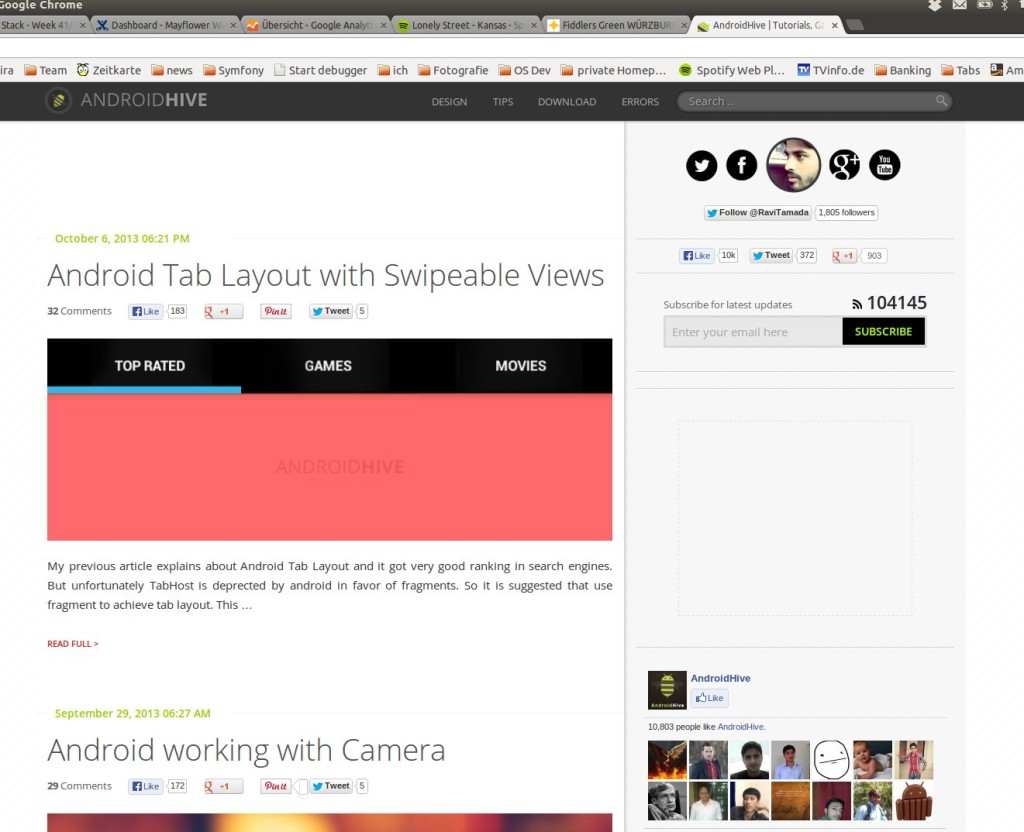 Google Chrome
Stack - Week 41/ × Dashboard - Mayflower W × Übersicht - Google Analyti × Lonely Street - Kansas - Sp × Fiddlers Green WÜRZBUR × AndroidHive | Tutorials, Ga ×
ira Team Zeitkarte news Symfony Start debugger ich Fotografie OS Dev private Homep... Spotify Web Pl... TVinfo.de Banking Tabs Am
ANDROIDHIVE DESIGN TIPS DOWNLOAD ERRORS Search ..
You
Tube
Follow @RaviTamada 1,805 followers
October 6, 2013 06:21 PM
Like 10k Tweet 372 +1 903
Android Tab Layout with Swipeable Views
32 Comments Like 183 +1 Pin it Tweet 5
Subscribe for latest updates 104145
Enter your email here SUBSCRIBE
TOP RATED GAMES MOVIES
ANDROIDHIVE
My previous article explains about Android Tab Layout and it got very good ranking in search engines.
But unfortunately TabHost is deprected by android in favor of fragments. So it is suggested that use
fragment to achieve tab layout. This ...
READ FULL >
AndroidHive
Like
AndroidHive
10,803 people like AndroidHive.
September 29, 2013 06:27 AM
Android working with Camera
29 Comments Like 172 +1 Pin it Tweet 5